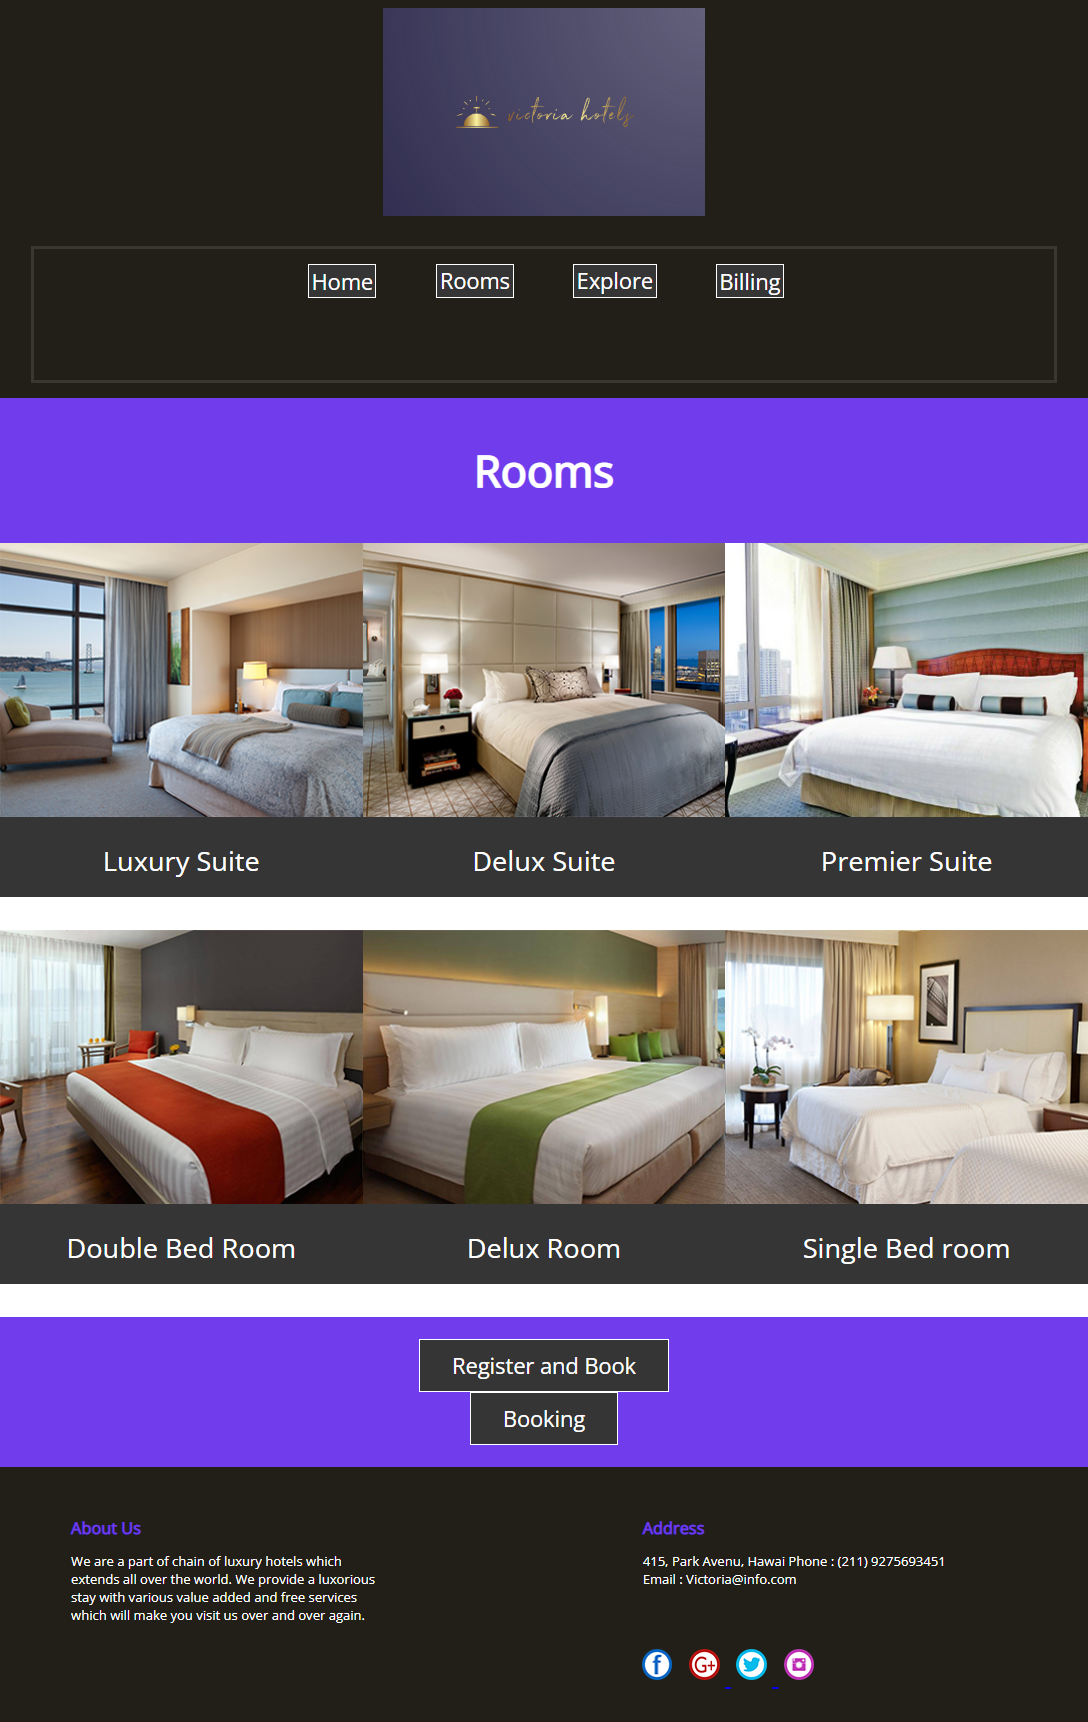 victoria hotels
Home
Rooms
Explore
Billing
Rooms
Luxury Suite
Delux Suite
Premier Suite
Double Bed Room
Delux Room
Single Bed room
Register and Book
Booking
About Us
We are a part of chain of luxury hotels which
extends all over the world. We provide a luxorious
stay with various value added and free services
which will make you visit us over and over again.
Address
415, Park Avenu, Hawai Phone : (211) 9275693451
Email : Victoria@info.com
f
G+